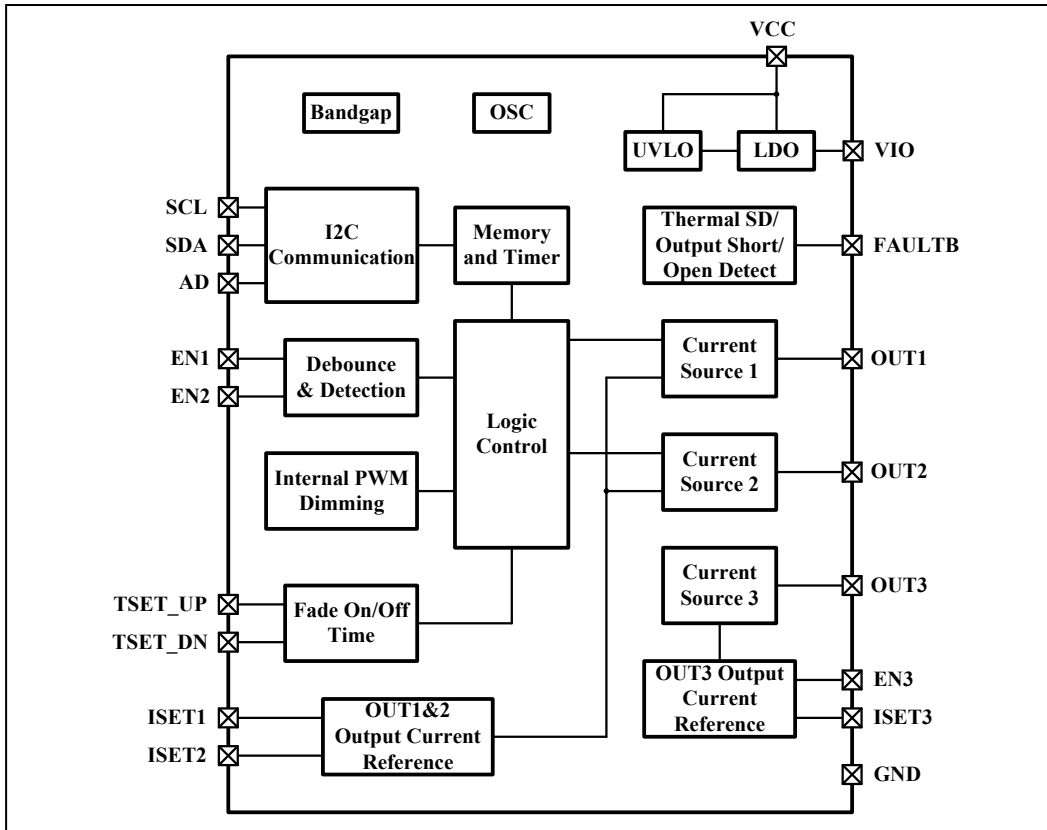 VCC
Bandgap
OSC
UVLO
LDO
VIO
SCL
SDA
AD
I2C
Communication
Memory
and Timer
Thermal SD/
Output Short/
Open Detect
FAULTB
EN1
EN2
Debounce
& Detection
Logic
Control
Current
Source 1
OUT1
Internal PWM
Dimming
Current
Source 2
OUT2
TSET_UP
TSET_DN
Fade On/Off
Time
Current
Source 3
OUT3
ISET1
ISET2
OUT1&2
Output Current
Reference
OUT3 Output
Current
Reference
EN3
ISET3
GND